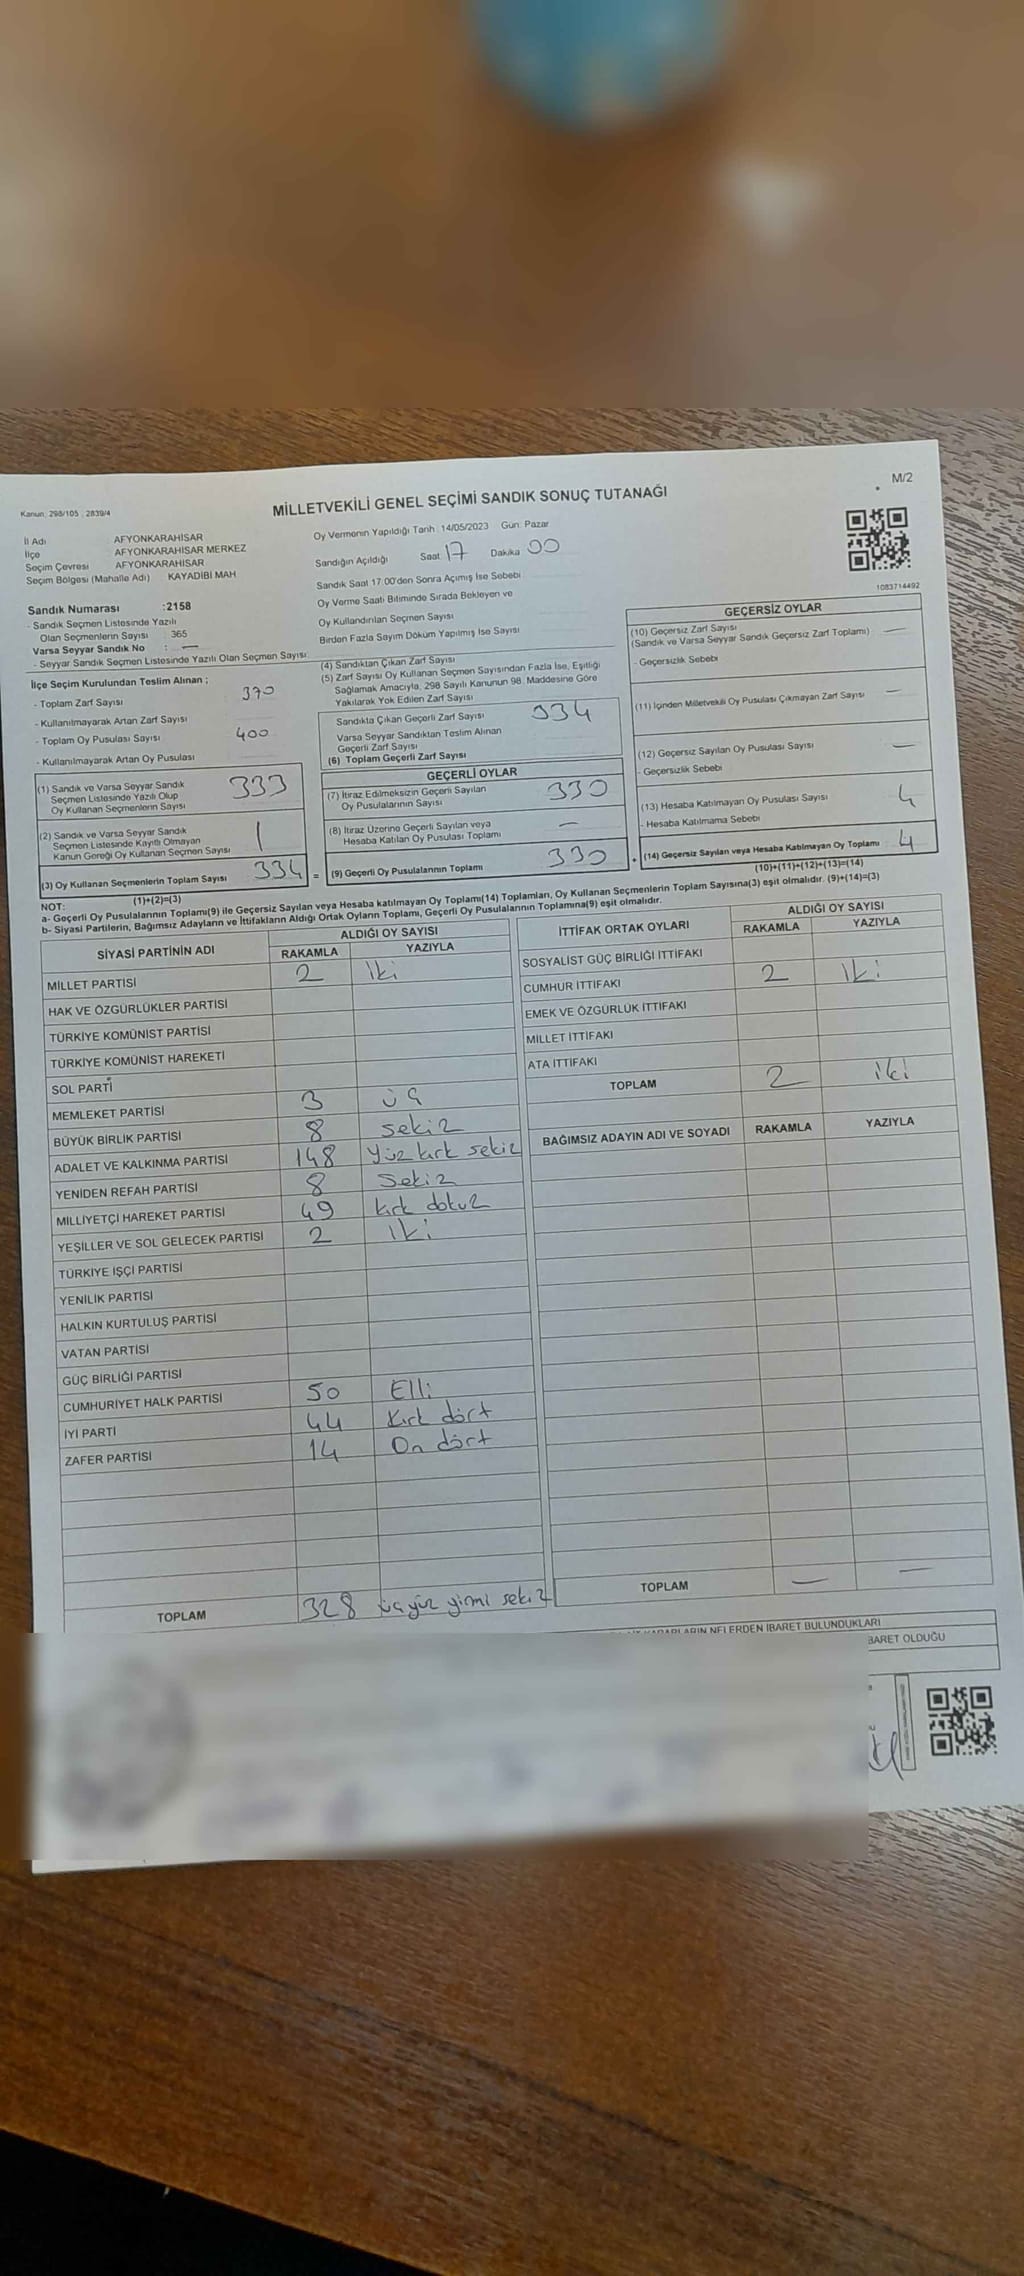 M/2
Kanun: 298/105 , 2839/4
MİLLETVEKİLİ GENEL SEÇİMİ SANDIK SONUÇ TUTANAĞI
İl Adı AFYONKARAHİSAR
İlçe AFYONKARAHİSAR MERKEZ
Seçim Çevresi AFYONKARAHİSAR
Seçim Bölgesi (Mahalle Adı) KAYADİBİ MAH
Sandık Numarası :2158
- Sandık Seçmen Listesinde Yazılı
Olan Seçmenlerin Sayısı : 365
Varsa Seyyar Sandık No : —
- Seyyar Sandık Seçmen Listesinde Yazılı Olan Seçmen Sayısı:
Oy Vermenin Yapıldığı Tarih :14/05/2023 Gün: Pazar
Sandığın Açıldığı Saat 17 Dakika 00
Sandık Saat 17:00'den Sonra Açımış İse Sebebi
Oy Verme Saati Bitiminde Sırada Bekleyen ve
Oy Kullandırılan Seçmen Sayısı
Birden Fazla Sayım Döküm Yapılmış İse Sayısı
1083714492
İlçe Seçim Kurulundan Teslim Alınan ;
- Toplam Zarf Sayısı 370
- Kullanılmayarak Artan Zarf Sayısı
- Toplam Oy Pusulası Sayısı 400
- Kullanılmayarak Artan Oy Pusulası
(1) Sandık ve Varsa Seyyar Sandık
Seçmen Listesinde Yazılı Olup
Oy Kullanan Seçmenlerin Sayısı 333
(2) Sandık ve Varsa Seyyar Sandık
Seçmen Listesinde Kayıtlı Olmayan
Kanun Gereği Oy Kullanan Seçmen Sayısı 1
(3) Oy Kullanan Seçmenlerin Toplam Sayısı 334 =
(1)+(2)=(3)
(4) Sandıktan Çıkan Zarf Sayısı
(5) Zarf Sayısı Oy Kullanan Seçmen Sayısından Fazla İse, Eşitliği
Sağlamak Amacıyla, 298 Sayılı Kanunun 98. Maddesine Göre
Yakılarak Yok Edilen Zarf Sayısı
Sandıkta Çıkan Geçerli Zarf Sayısı 334
Varsa Seyyar Sandıktan Teslim Alınan
Geçerli Zarf Sayısı
(6) Toplam Geçerli Zarf Sayısı
GEÇERLİ OYLAR
(7) İtiraz Edilmeksizin Geçerli Sayılan
Oy Pusulalarının Sayısı 330
(8) İtiraz Üzerine Geçerli Sayılan veya
Hesaba Katılan Oy Pusulası Toplamı —
(9) Geçerli Oy Pusulalarının Toplamı 330 +
GEÇERSİZ OYLAR
(10) Geçersiz Zarf Sayısı
(Sandık ve Varsa Seyyar Sandık Geçersiz Zarf Toplamı) —
- Geçersizlik Sebebi
(11) İçinden Milletvekili Oy Pusulası Çıkmayan Zarf Sayısı —
(12) Geçersiz Sayılan Oy Pusulası Sayısı —
- Geçersizlik Sebebi
(13) Hesaba Katılmayan Oy Pusulası Sayısı 4
- Hesaba Katılmama Sebebi
(14) Geçersiz Sayılan veya Hesaba Katılmayan Oy Toplamı 4
(10)+(11)+(12)+(13)=(14)
NOT:
a- Geçerli Oy Pusulalarının Toplamı(9) ile Geçersiz Sayılan veya Hesaba Katılmayan Oy Toplamı(14) Toplamları, Oy Kullanan Seçmenlerin Toplam Sayısına(3) eşit olmalıdır. (9)+(14)=(3)
b- Siyasi Partilerin, Bağımsız Adayların ve İttifakların Aldığı Ortak Oyların Toplamı, Geçerli Oy Pusulalarının Toplamına(9) eşit olmalıdır.
SİYASİ PARTİNİN ADI ALDIĞI OY SAYISI
RAKAMLA YAZIYLA
MİLLET PARTİSİ 2 iki
HAK VE ÖZGÜRLÜKLER PARTİSİ
TÜRKİYE KOMÜNİST PARTİSİ
TÜRKİYE KOMÜNİST HAREKETİ
SOL PARTİ
MEMLEKET PARTİSİ 3 üç
BÜYÜK BİRLİK PARTİSİ 8 sekiz
ADALET VE KALKINMA PARTİSİ 148 Yüz kırk sekiz
YENİDEN REFAH PARTİSİ 8 Sekiz
MİLLİYETÇİ HAREKET PARTİSİ 49 kırk dokuz
YEŞİLLER VE SOL GELECEK PARTİSİ 2 iki
TÜRKİYE İŞÇİ PARTİSİ
YENİLİK PARTİSİ
HALKIN KURTULUŞ PARTİSİ
VATAN PARTİSİ
GÜÇ BİRLİĞİ PARTİSİ
CUMHURİYET HALK PARTİSİ 50 Elli
İYİ PARTİ 44 Kırk dört
ZAFER PARTİSİ 14 On dört
TOPLAM 328 üçyüz yirmi sekiz
İTTİFAK ORTAK OYLARI ALDIĞI OY SAYISI
RAKAMLA YAZIYLA
SOSYALİST GÜÇ BİRLİĞİ İTTİFAKI
CUMHUR İTTİFAKI 2 iki
EMEK VE ÖZGÜRLÜK İTTİFAKI
MİLLET İTTİFAKI
ATA İTTİFAKI
TOPLAM 2 iki
BAĞIMSIZ ADAYIN ADI VE SOYADI RAKAMLA YAZIYLA
TOPLAM — —
KARARLARIN NELERDEN İBARET BULUNDUKLARI
İBARET OLDUĞU